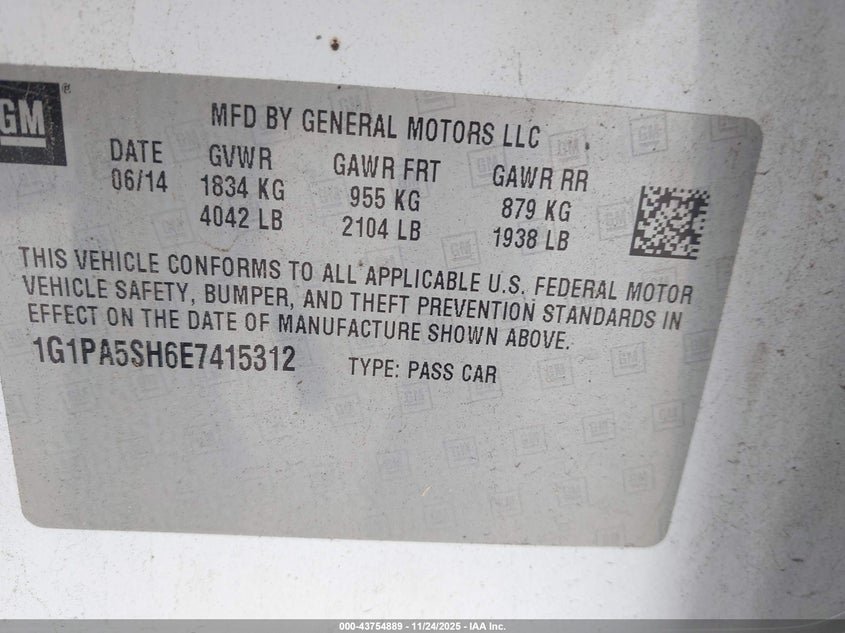 GM ®
MFD BY GENERAL MOTORS LLC
DATE GVWR GAWR FRT GAWR RR
06/14 1834 KG 955 KG 879 KG
4042 LB 2104 LB 1938 LB
THIS VEHICLE CONFORMS TO ALL APPLICABLE U.S. FEDERAL MOTOR
VEHICLE SAFETY, BUMPER, AND THEFT PREVENTION STANDARDS IN
EFFECT ON THE DATE OF MANUFACTURE SHOWN ABOVE.
1G1PA5SH6E7415312 TYPE: PASS CAR
000-43754889 - 11/24/2025 - IAA Inc.